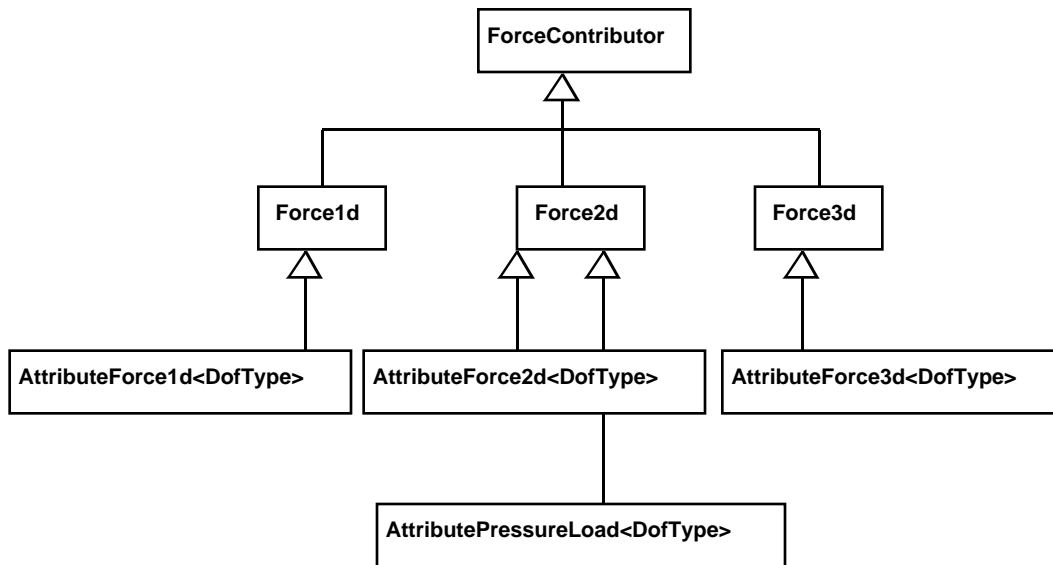 ForceContributor
Force1d
Force2d
Force3d
AttributeForce1d<DofType>
AttributeForce2d<DofType>
AttributeForce3d<DofType>
AttributePressureLoad<DofType>